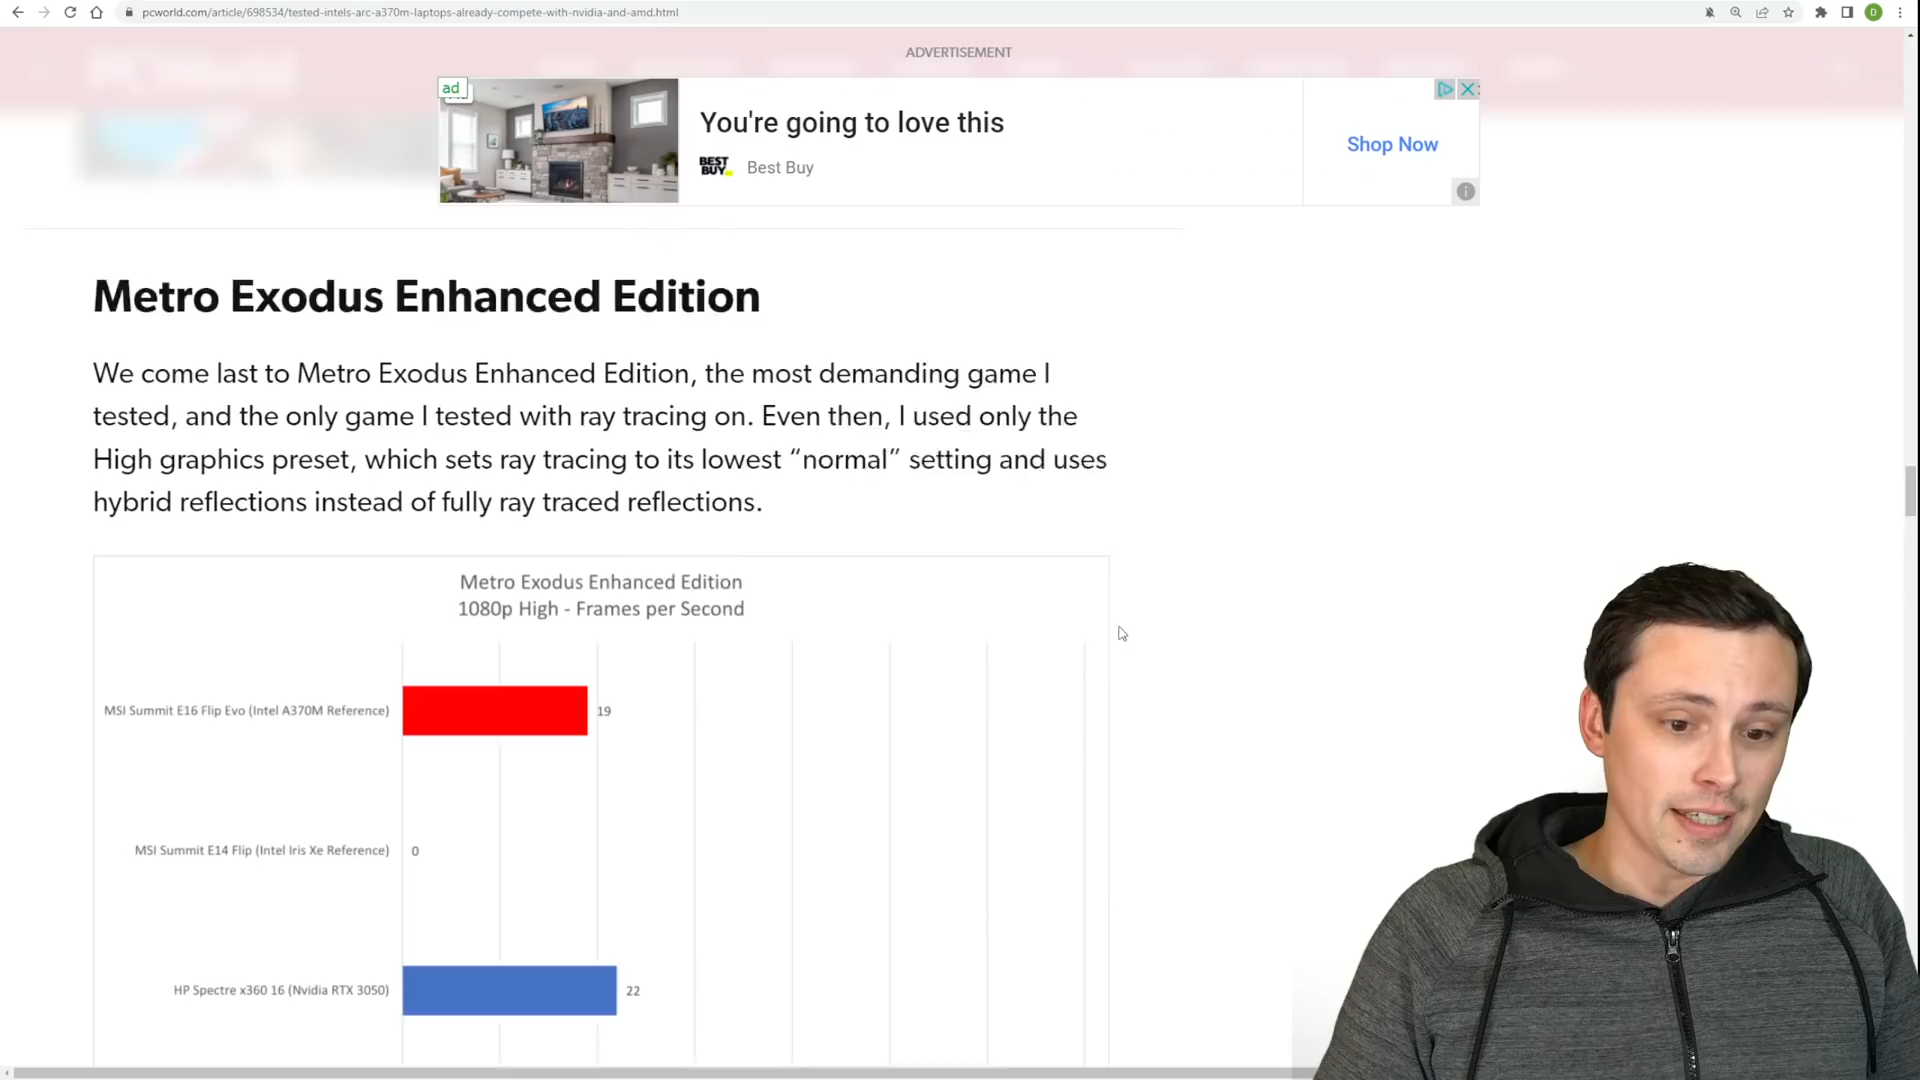 pcworld.com/article/698534/tested-intels-arc-a370m-laptops-already-compete-with-nvidia-and-amd.html
D
ADVERTISEMENT
ad
You're going to love this
BEST BUY
Best Buy
Shop Now
Metro Exodus Enhanced Edition
We come last to Metro Exodus Enhanced Edition, the most demanding game I
tested, and the only game I tested with ray tracing on. Even then, I used only the
High graphics preset, which sets ray tracing to its lowest “normal” setting and uses
hybrid reflections instead of fully ray traced reflections.
Metro Exodus Enhanced Edition
1080p High - Frames per Second
MSI Summit E16 Flip Evo (Intel A370M Reference)
19
MSI Summit E14 Flip (Intel Iris Xe Reference)
0
HP Spectre x360 16 (Nvidia RTX 3050)
22